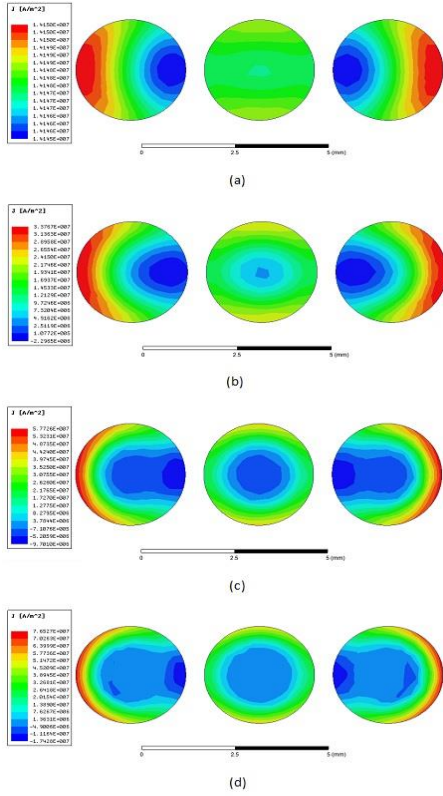 J [A/m^2]
1.4150E+007
1.4150E+007
1.4150E+007
1.4149E+007
1.4149E+007
1.4149E+007
1.4148E+007
1.4148E+007
1.4148E+007
1.4147E+007
1.4147E+007
1.4147E+007
1.4146E+007
1.4146E+007
1.4146E+007
1.4145E+007
0 2.5 5 (mm)
(a)
J [A/m^2]
3.3767E+007
3.1363E+007
2.8958E+007
2.6554E+007
2.4150E+007
2.1746E+007
1.9341E+007
1.6937E+007
1.4533E+007
1.2129E+007
9.7246E+006
7.3204E+006
4.9162E+006
2.5119E+006
1.0772E+005
-2.2965E+006
0 2.5 5 (mm)
(b)
J [A/m^2]
5.7726E+007
5.3231E+007
4.8735E+007
4.4240E+007
3.9745E+007
3.5250E+007
3.0755E+007
2.6260E+007
2.1765E+007
1.7270E+007
1.2775E+007
8.2795E+006
3.7844E+006
-7.1076E+005
-5.2059E+006
-9.7010E+006
0 2.5 5 (mm)
(c)
J [A/m^2]
7.6527E+007
7.0263E+007
6.3999E+007
5.7736E+007
5.1472E+007
4.5209E+007
3.8945E+007
3.2681E+007
2.6418E+007
2.0154E+007
1.3890E+007
7.6267E+006
1.3631E+006
-4.9006E+006
-1.1164E+007
-1.7428E+007
0 2.5 5 (mm)
(d)